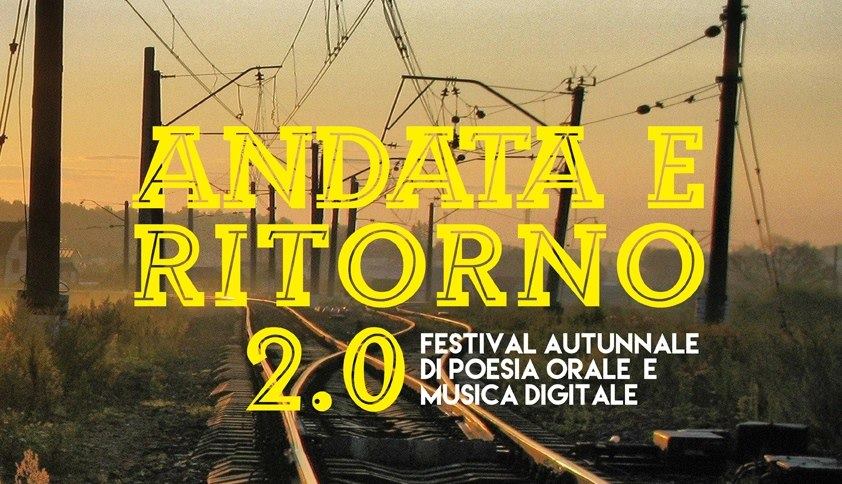 ANDATA E
RITORNO
2.0
FESTIVAL AUTUNNALE
DI POESIA ORALE E
MUSICA DIGITALE